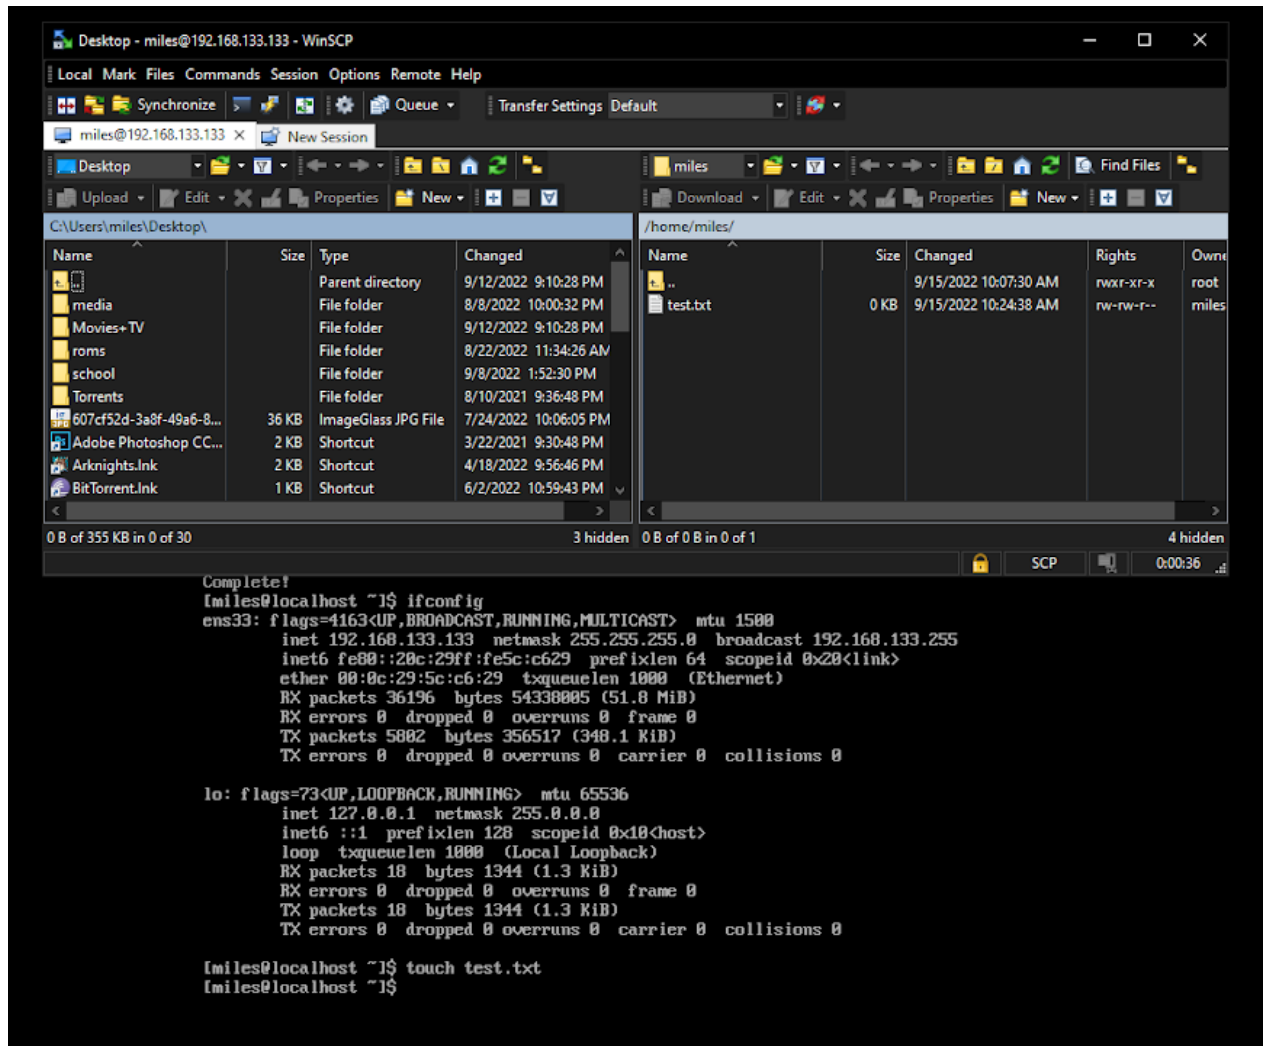 Desktop - miles@192.168.133.133 - WinSCP
Local Mark Files Commands Session Options Remote Help
Synchronize Queue Transfer Settings Default
miles@192.168.133.133 × New Session
Desktop
miles Find Files
Upload Edit Properties New
Download Edit Properties New
C:\Users\miles\Desktop\
Name Size Type Changed
.. Parent directory 9/12/2022 9:10:28 PM
media File folder 8/8/2022 10:00:32 PM
Movies+TV File folder 9/12/2022 9:10:28 PM
roms File folder 8/22/2022 11:34:26 AM
school File folder 9/8/2022 1:52:30 PM
Torrents File folder 8/10/2021 9:36:48 PM
607cf52d-3a8f-49a6-8... 36 KB ImageGlass JPG File 7/24/2022 10:06:05 PM
Adobe Photoshop CC... 2 KB Shortcut 3/22/2021 9:30:48 PM
Arknights.lnk 2 KB Shortcut 4/18/2022 9:56:46 PM
BitTorrent.lnk 1 KB Shortcut 6/2/2022 10:59:43 PM
0 B of 355 KB in 0 of 30 3 hidden
/home/miles/
Name Size Changed Rights Owne
.. 9/15/2022 10:07:30 AM rwxr-xr-x root
test.txt 0 KB 9/15/2022 10:24:38 AM rw-rw-r-- miles
0 B of 0 B in 0 of 1 4 hidden
SCP 0:00:36
Complete!
[miles@localhost ~]$ ifconfig
ens33: flags=4163<UP,BROADCAST,RUNNING,MULTICAST> mtu 1500
inet 192.168.133.133 netmask 255.255.255.0 broadcast 192.168.133.255
inet6 fe80::20c:29ff:fe5c:c629 prefixlen 64 scopeid 0x20<link>
ether 00:0c:29:5c:c6:29 txqueuelen 1000 (Ethernet)
RX packets 36196 bytes 54338005 (51.8 MiB)
RX errors 0 dropped 0 overruns 0 frame 0
TX packets 5802 bytes 356517 (348.1 KiB)
TX errors 0 dropped 0 overruns 0 carrier 0 collisions 0
lo: flags=73<UP,LOOPBACK,RUNNING> mtu 65536
inet 127.0.0.1 netmask 255.0.0.0
inet6 ::1 prefixlen 128 scopeid 0x10<host>
loop txqueuelen 1000 (Local Loopback)
RX packets 18 bytes 1344 (1.3 KiB)
RX errors 0 dropped 0 overruns 0 frame 0
TX packets 18 bytes 1344 (1.3 KiB)
TX errors 0 dropped 0 overruns 0 carrier 0 collisions 0
[miles@localhost ~]$ touch test.txt
[miles@localhost ~]$